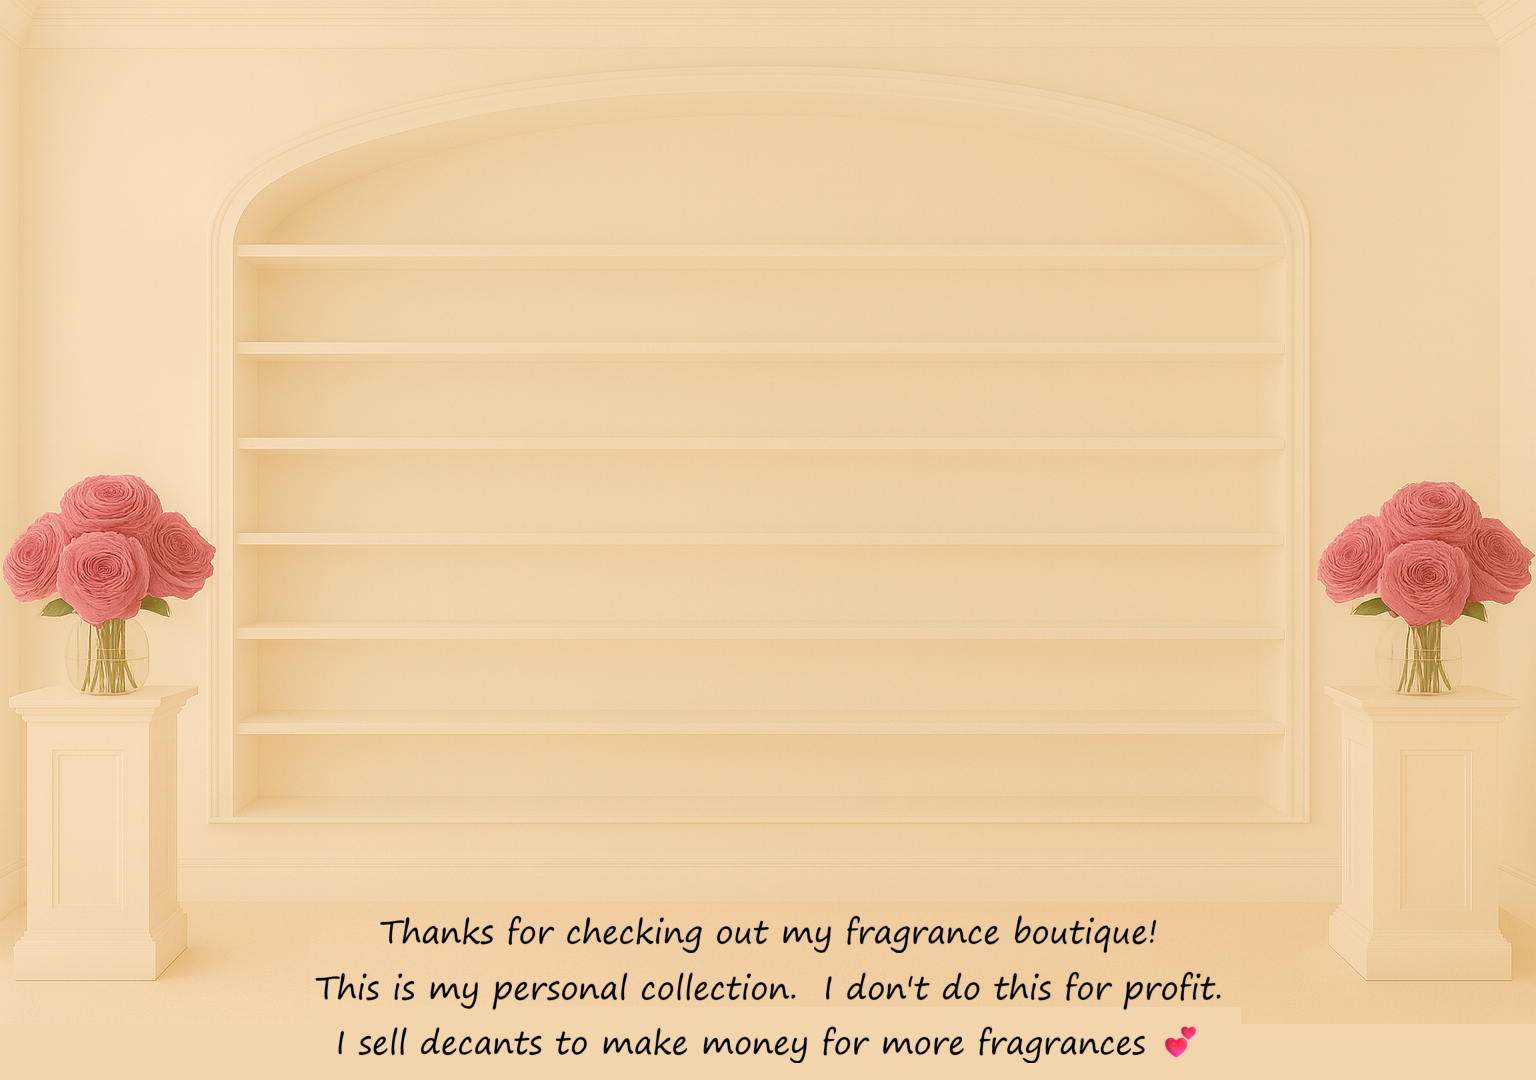 Thanks for checking out my fragrance boutique!
This is my personal collection.  I don't do this for profit.
I sell decants to make money for more fragrances 💕